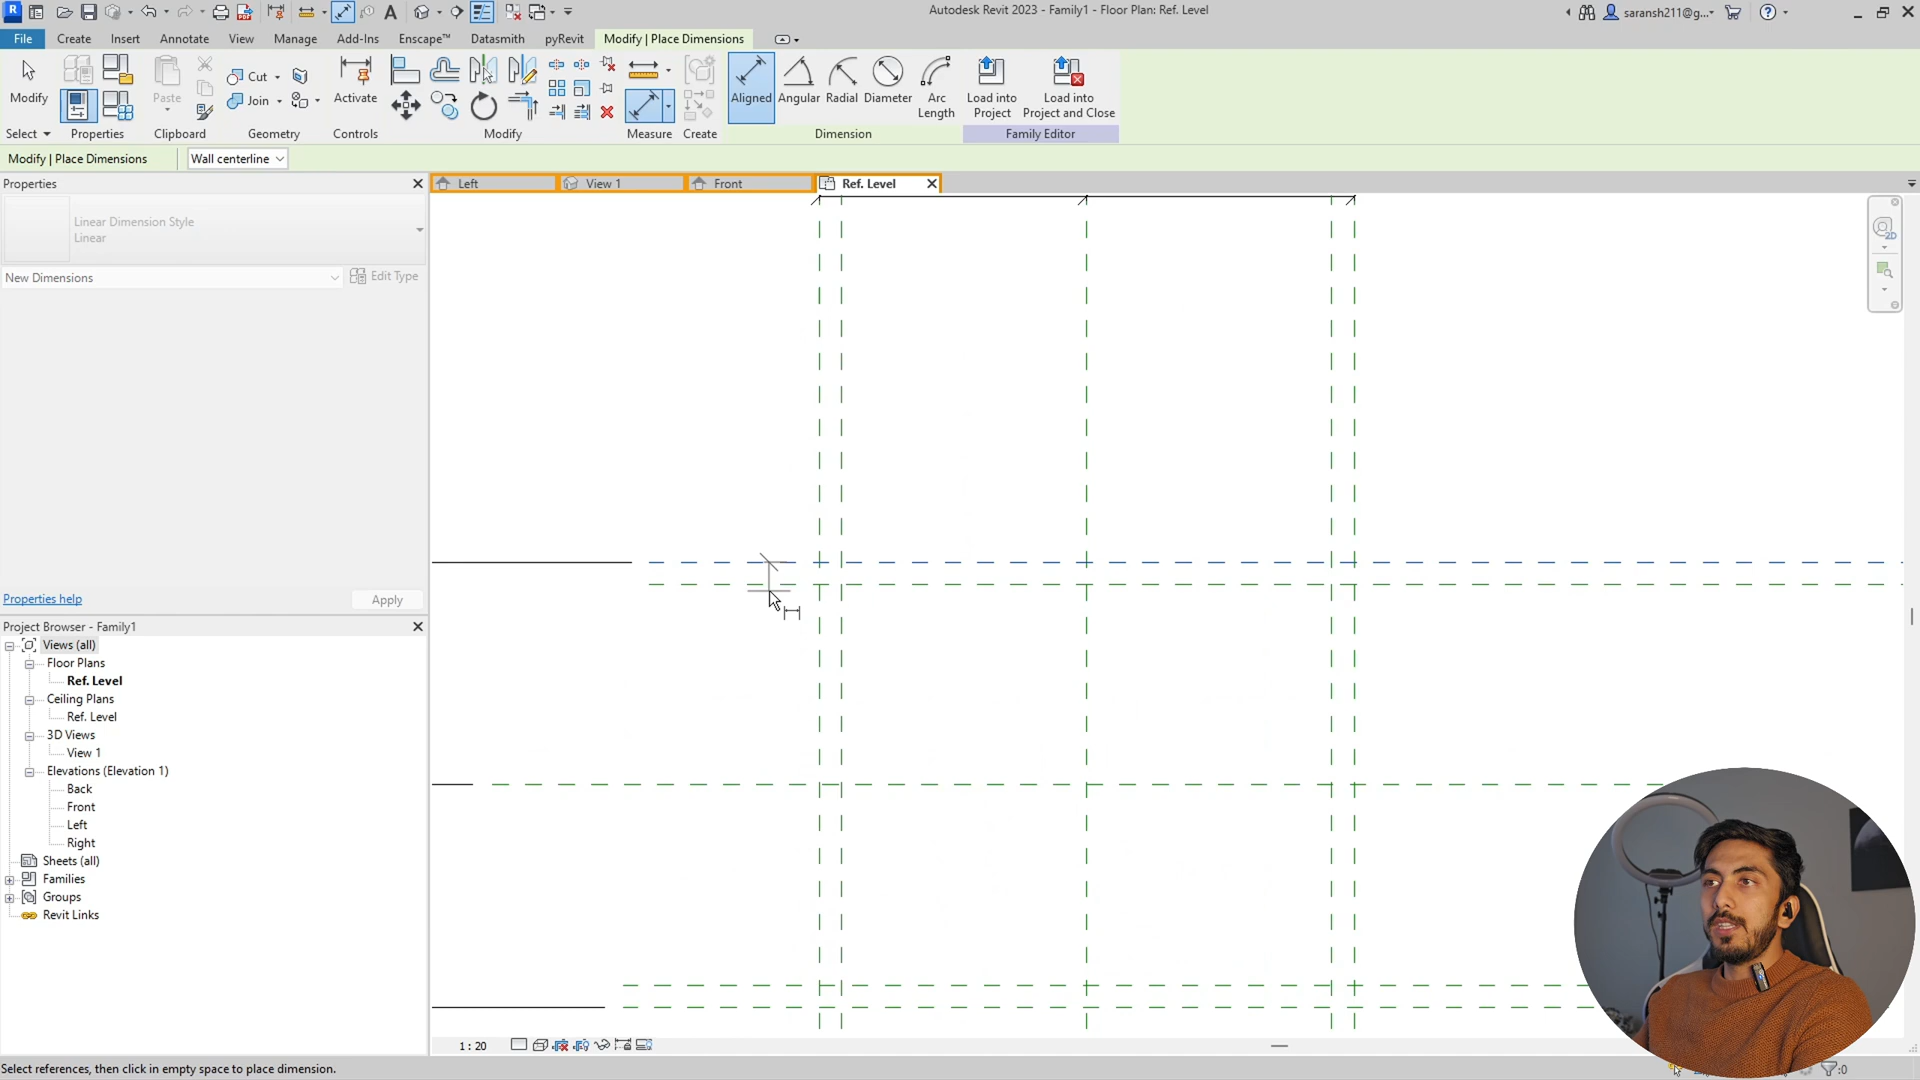 Autodesk Revit 2023 - Family1 - Floor Plan: Ref. Level
saransh211@g...
File Create Insert Annotate View Manage Add-Ins Enscape™ Datasmith pyRevit Modify | Place Dimensions
Modify
Paste
Cut
Join
Activate
Aligned Angular Radial Diameter Arc Length
Load into Project
Load into Project and Close
Select Properties Clipboard Geometry Controls Modify Measure Create Dimension Family Editor
Modify | Place Dimensions Wall centerline
Properties
Left View 1 Front Ref. Level
2D
Linear Dimension Style
Linear
New Dimensions Edit Type
Properties help Apply
Project Browser - Family1
Views (all)
Floor Plans
Ref. Level
Ceiling Plans
Ref. Level
3D Views
View 1
Elevations (Elevation 1)
Back
Front
Left
Right
Sheets (all)
Families
Groups
Revit Links
1 : 20
Select references, then click in empty space to place dimension.
:0